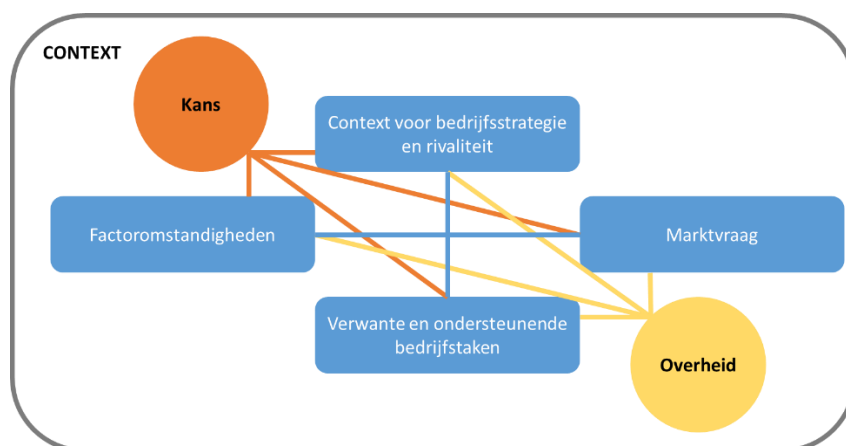 CONTEXT
Kans
Context voor bedrijfsstrategie
en rivaliteit
Factoromstandigheden
Marktvraag
Verwante en ondersteunende
bedrijfstaken
Overheid